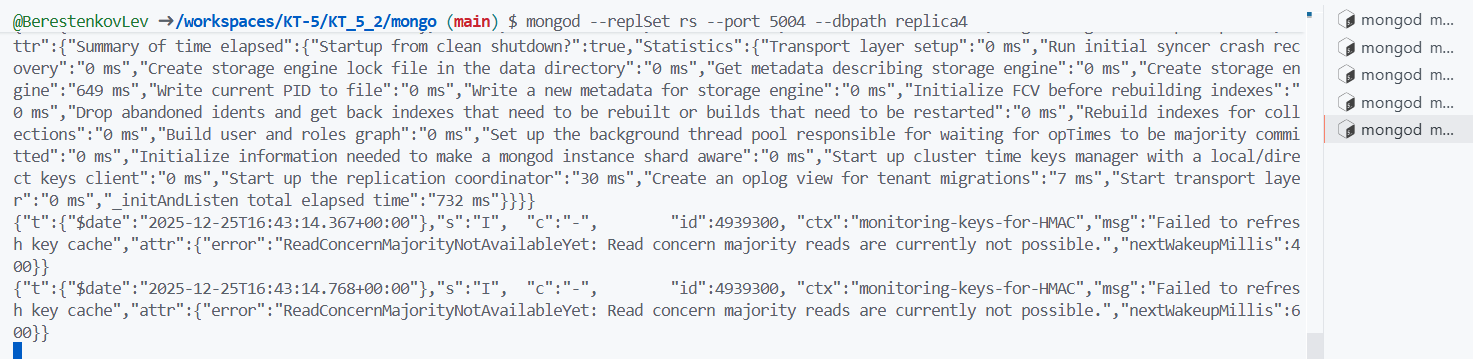 @BerestenkovLev ➜/workspaces/KT-5/KT_5_2/mongo (main) $ mongod --replSet rs --port 5004 --dbpath replica4
ttr":{"Summary of time elapsed":{"Startup from clean shutdown?":true,"Statistics":{"Transport layer setup":"0 ms","Run initial syncer crash rec
overy":"0 ms","Create storage engine lock file in the data directory":"0 ms","Get metadata describing storage engine":"0 ms","Create storage en
gine":"649 ms","Write current PID to file":"0 ms","Write a new metadata for storage engine":"0 ms","Initialize FCV before rebuilding indexes":"
0 ms","Drop abandoned idents and get back indexes that need to be rebuilt or builds that need to be restarted":"0 ms","Rebuild indexes for coll
ections":"0 ms","Build user and roles graph":"0 ms","Set up the background thread pool responsible for waiting for opTimes to be majority commi
tted":"0 ms","Initialize information needed to make a mongod instance shard aware":"0 ms","Start up cluster time keys manager with a local/dire
ct keys client":"0 ms","Start up the replication coordinator":"30 ms","Create an oplog view for tenant migrations":"7 ms","Start transport laye
r":"0 ms","_initAndListen total elapsed time":"732 ms"}}}}
{"t":{"$date":"2025-12-25T16:43:14.367+00:00"},"s":"I",  "c":"-",        "id":4939300, "ctx":"monitoring-keys-for-HMAC","msg":"Failed to refres
h key cache","attr":{"error":"ReadConcernMajorityNotAvailableYet: Read concern majority reads are currently not possible.","nextWakeupMillis":4
00}}
{"t":{"$date":"2025-12-25T16:43:14.768+00:00"},"s":"I",  "c":"-",        "id":4939300, "ctx":"monitoring-keys-for-HMAC","msg":"Failed to refres
h key cache","attr":{"error":"ReadConcernMajorityNotAvailableYet: Read concern majority reads are currently not possible.","nextWakeupMillis":6
00}}
mongod m...
mongod m...
mongod m...
mongod m...
mongod m...